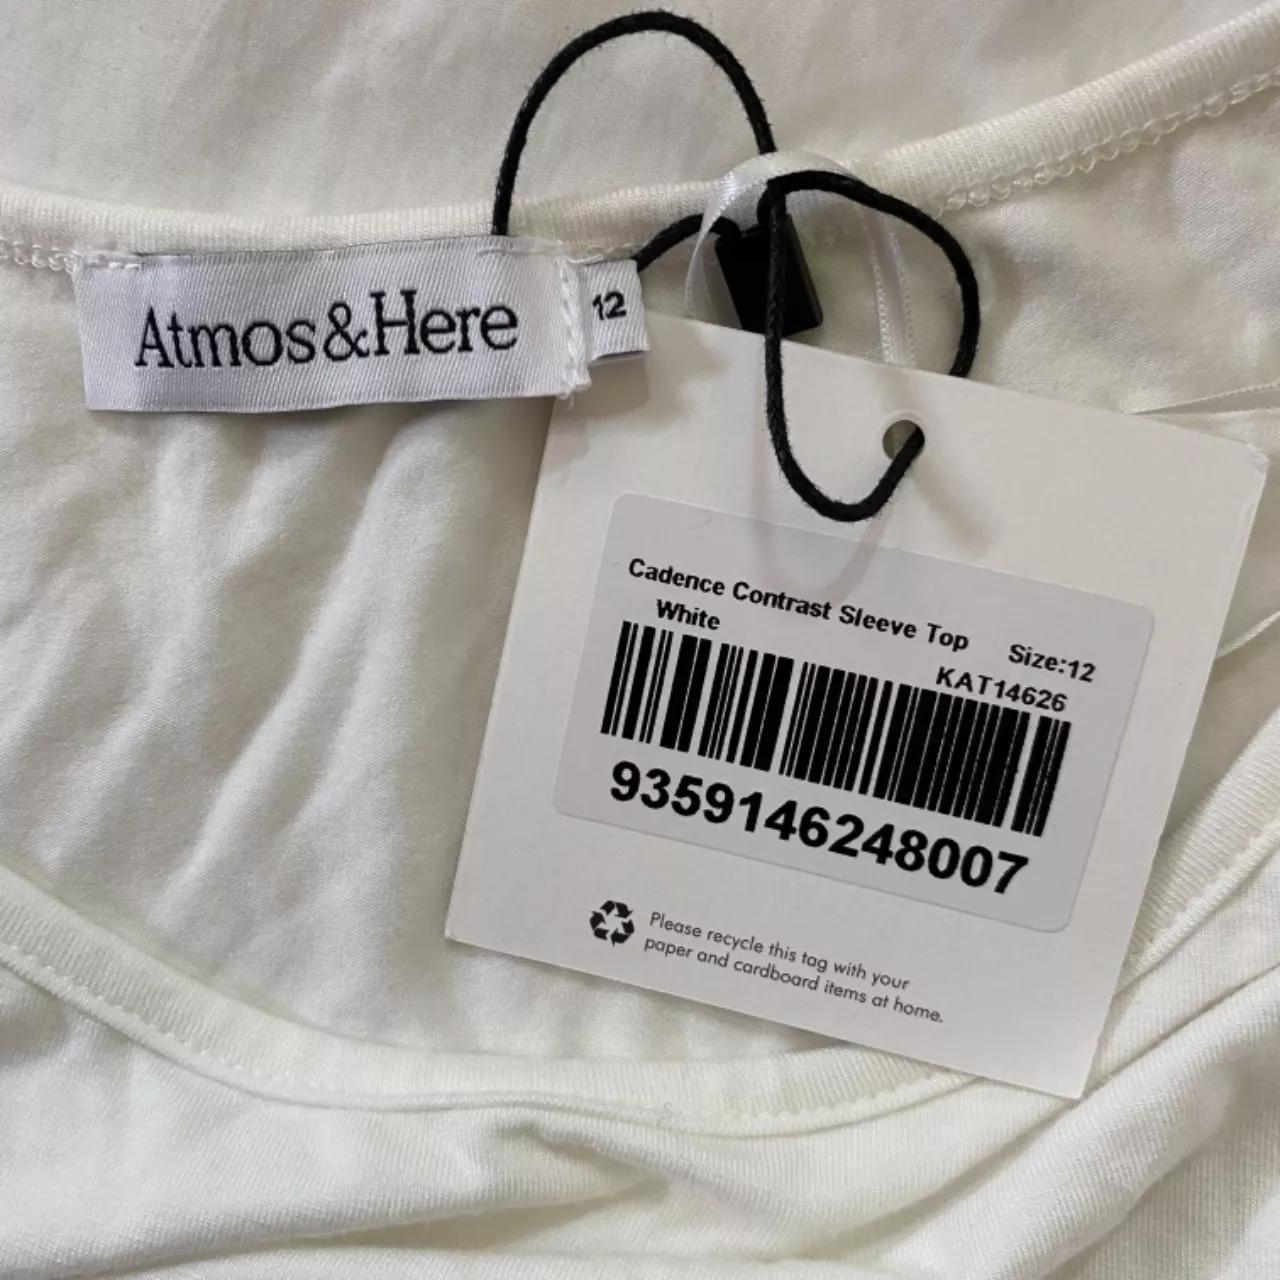 Atmos&Here
12
Cadence Contrast Sleeve Top
White
Size:12
KAT14626
9359146248007
Please recycle this tag with your
paper and cardboard items at home.